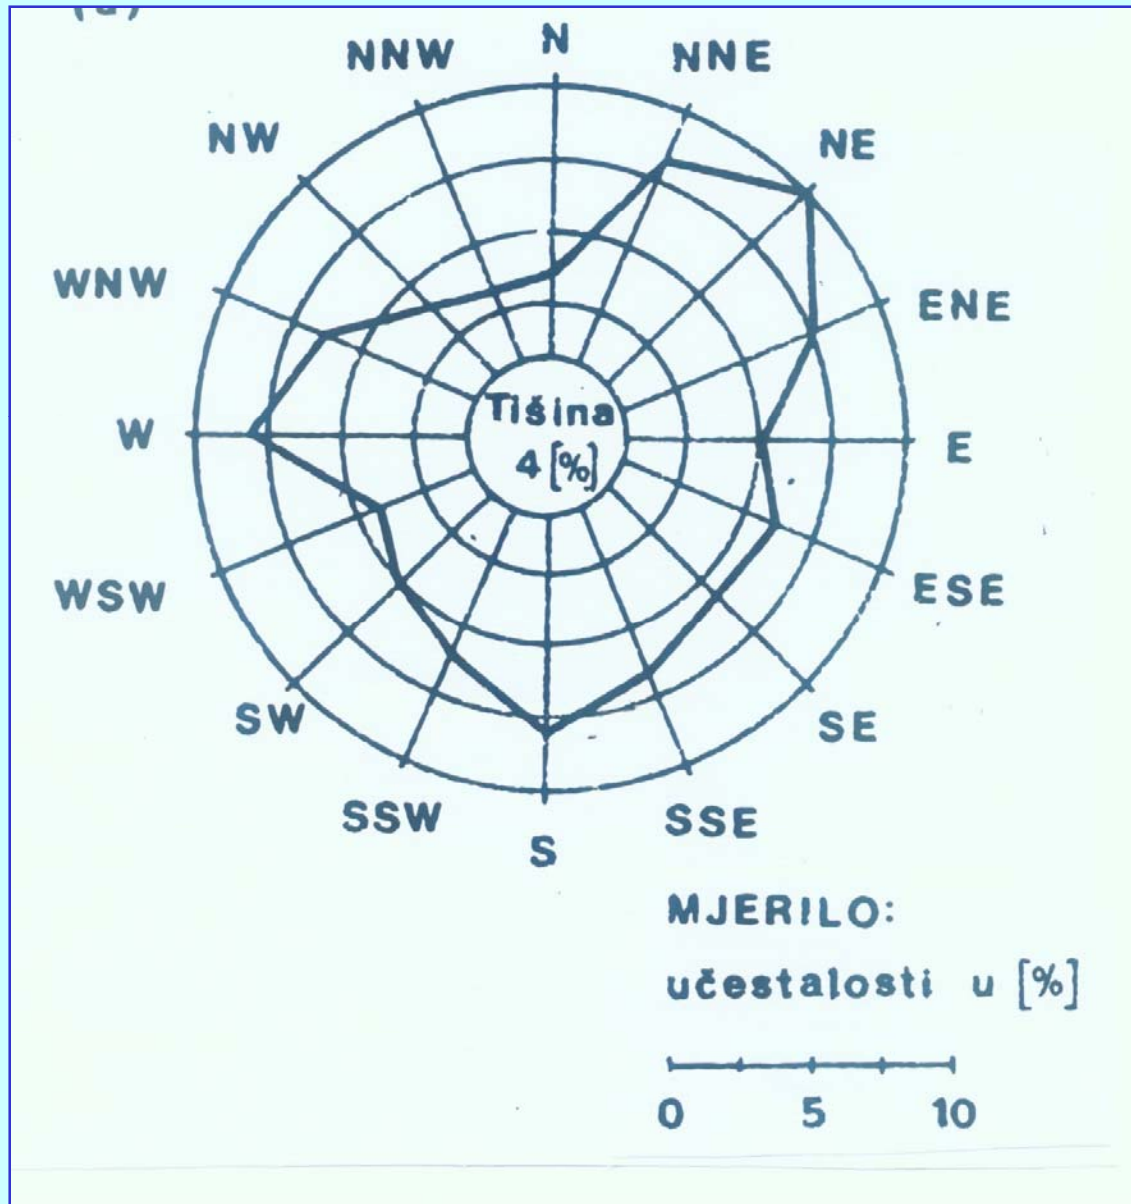 N
NNW
NNE
NW
NE
WNW
ENE
Tišina
4 [%]
W
E
WSW
ESE
SW
SE
SSW
SSE
S
MJERILO:
učestalosti u [%]
0 5 10